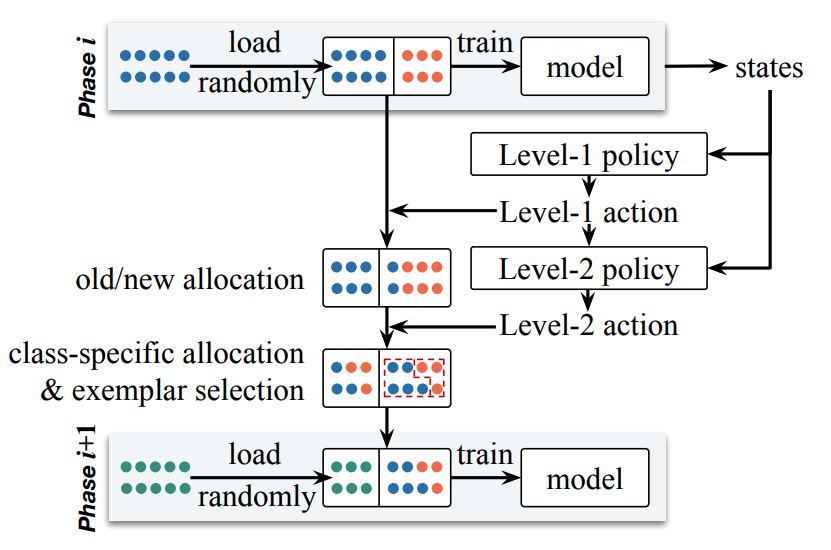 Phase i
load
randomly
train
model
states
Level-1 policy
Level-1 action
old/new allocation
Level-2 policy
Level-2 action
class-specific allocation
& exemplar selection
Phase i+1
load
randomly
train
model